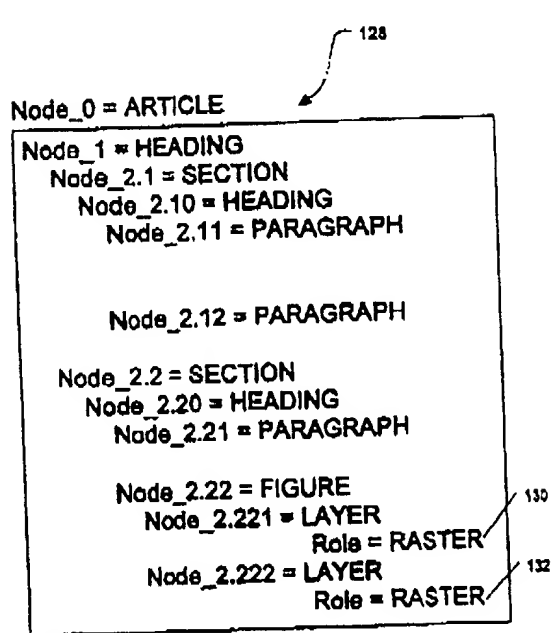 128
Node_0 = ARTICLE
Node_1 = HEADING
Node_2.1 = SECTION
Node_2.10 = HEADING
Node_2.11 = PARAGRAPH
Node_2.12 = PARAGRAPH
Node_2.2 = SECTION
Node_2.20 = HEADING
Node_2.21 = PARAGRAPH
Node_2.22 = FIGURE
Node_2.221 = LAYER
Role = RASTER 130
Node_2.222 = LAYER
Role = RASTER 132